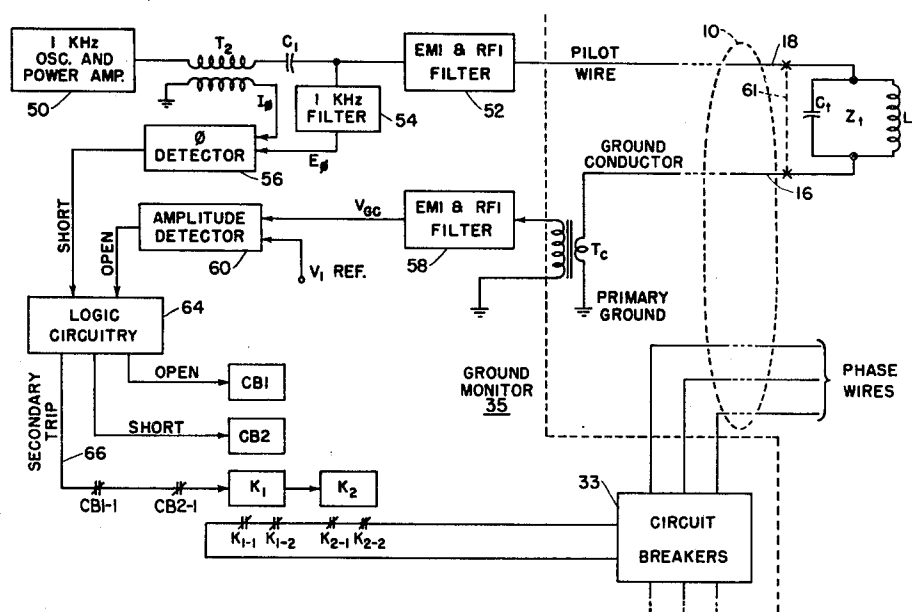 1 KHz
OSC. AND
POWER AMP.
50
T2
C1
IØ
1 KHz
FILTER
54
EØ
EMI & RFI
FILTER
52
PILOT
WIRE
10
18
61
Ct
Zt
L
Ø
DETECTOR
56
GROUND
CONDUCTOR
16
SHORT
OPEN
AMPLITUDE
DETECTOR
60
VGC
V1 REF.
EMI & RFI
FILTER
58
TC
PRIMARY
GROUND
LOGIC
CIRCUITRY
64
GROUND
MONITOR
35
PHASE
WIRES
OPEN
CB1
SHORT
CB2
SECONDARY
TRIP
66
CB1-1
CB2-1
K1
K2
K1-1
K1-2
K2-1
K2-2
33
CIRCUIT
BREAKERS